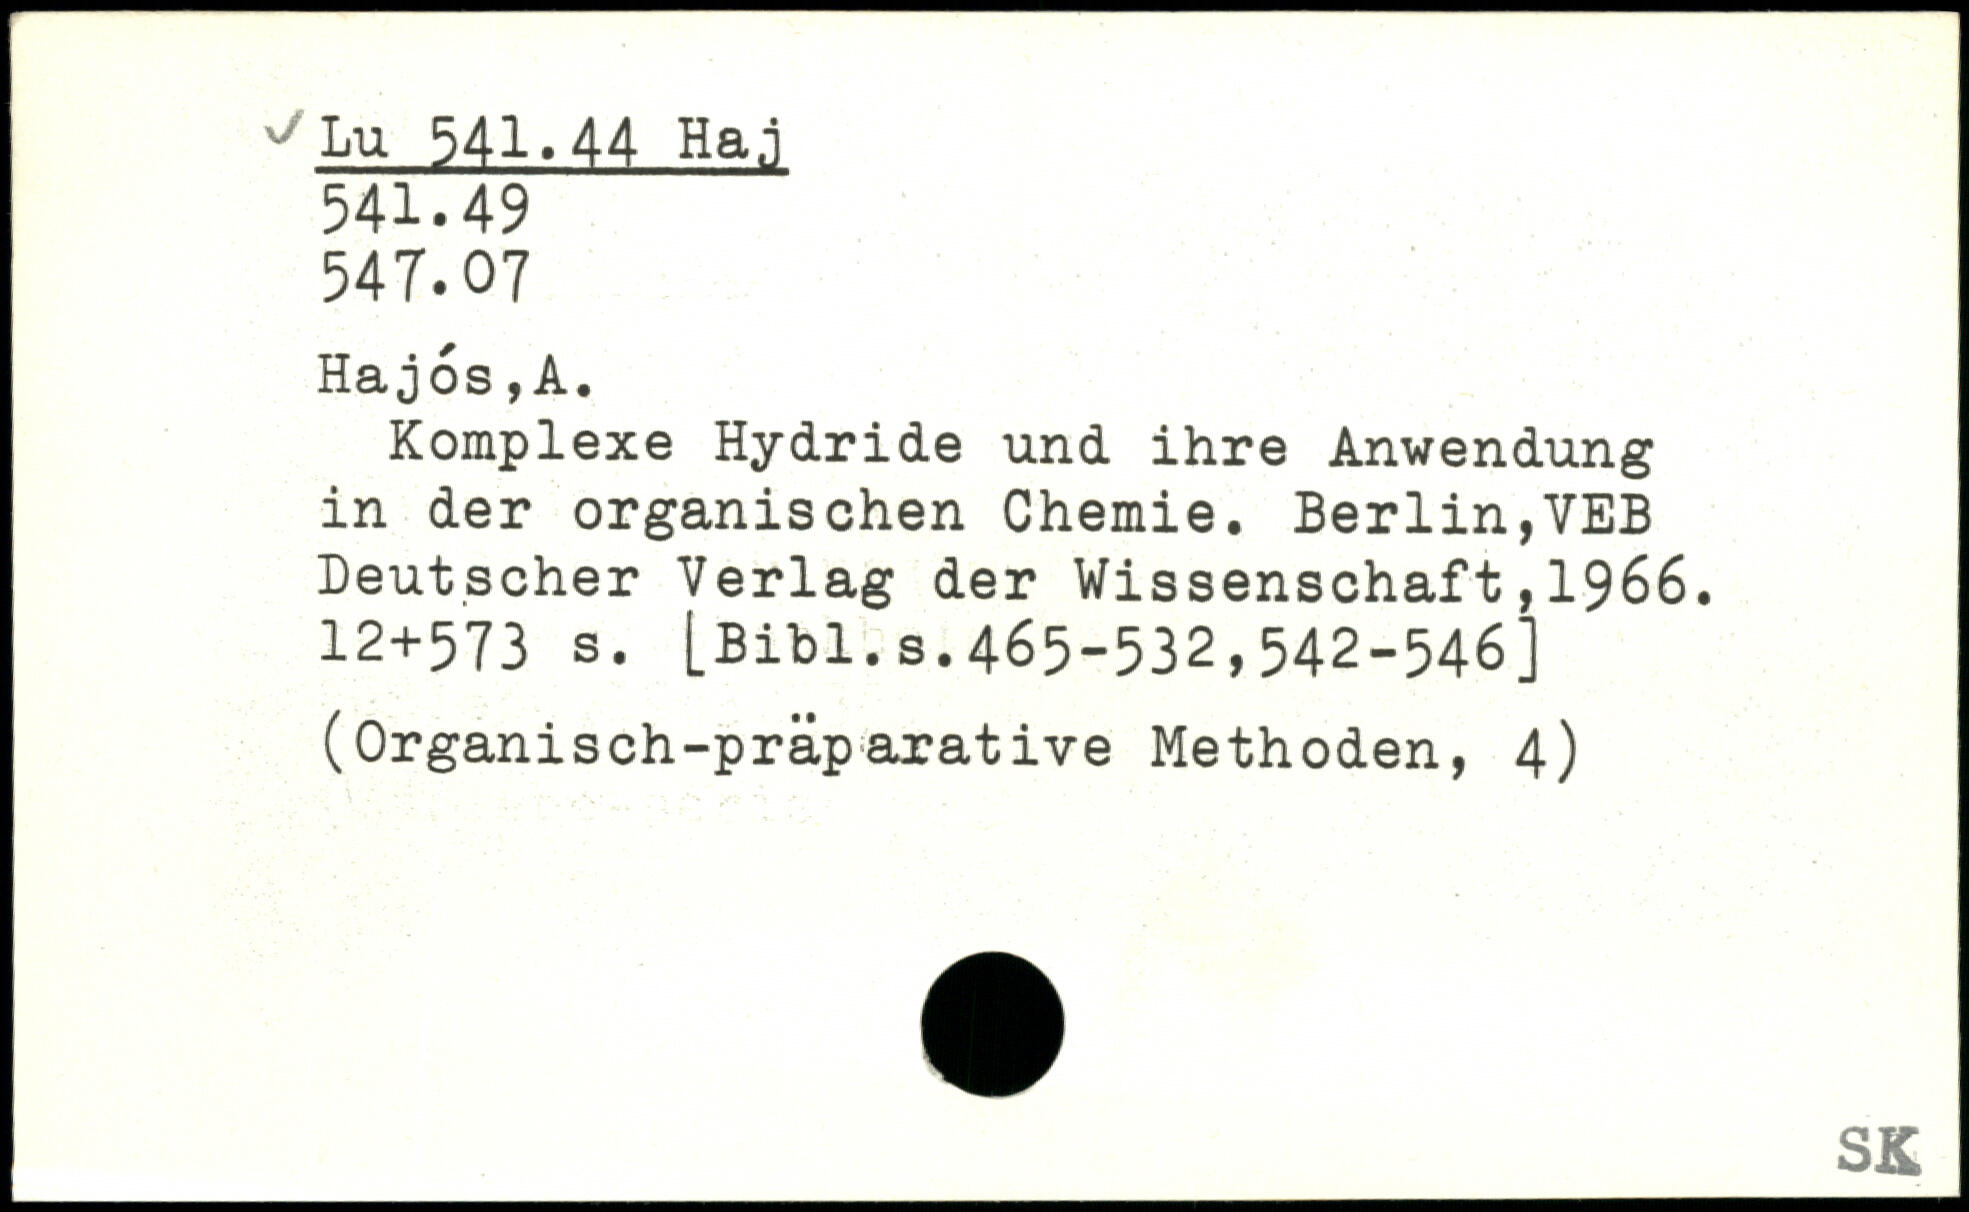 Lu 541.44 Haj
541.49
547.07
Hajós,A.
Komplexe Hydride und ihre Anwendung
in der organischen Chemie. Berlin,VEB
Deutscher Verlag der Wissenschaft,1966.
12+573 s. [Bibl.s.465-532,542-546]
(Organisch-präparative Methoden, 4)
SK